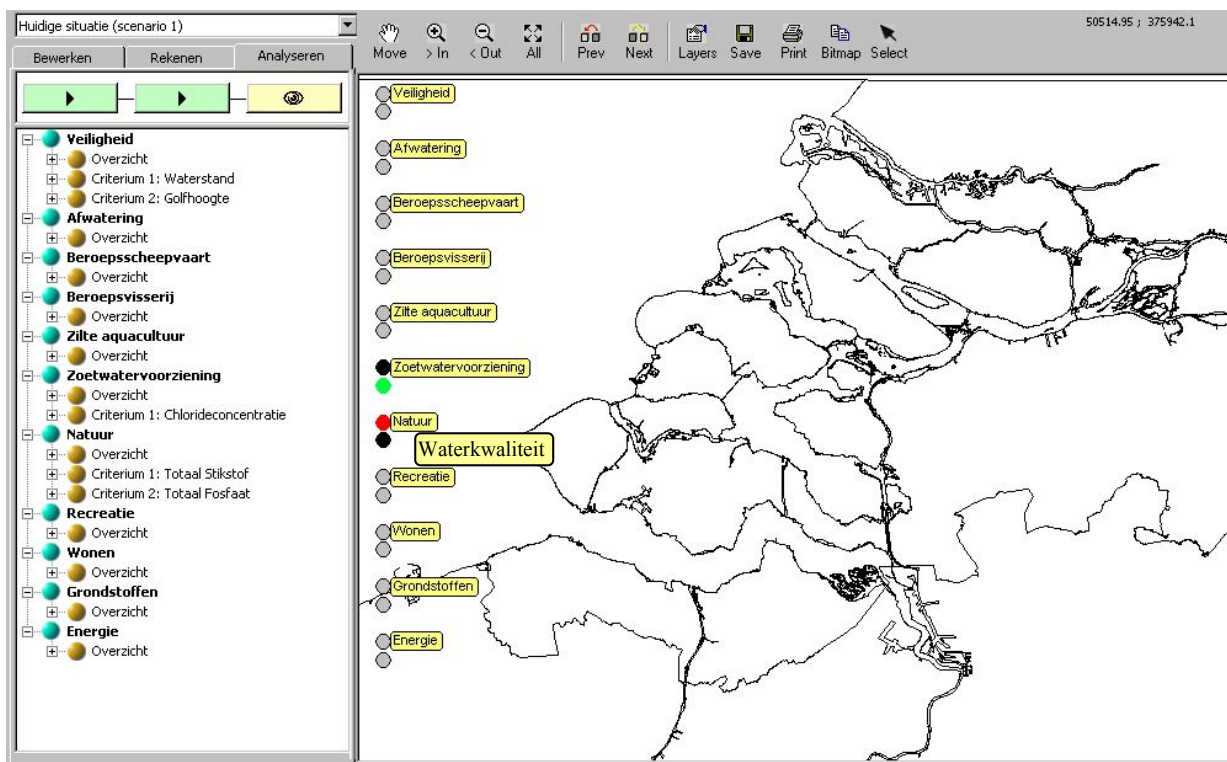 Huidige situatie (scenario 1)
Bewerken Rekenen Analyseren
Veiligheid
Overzicht
Criterium 1: Waterstand
Criterium 2: Golfhoogte
Afwatering
Overzicht
Beroepsscheepvaart
Overzicht
Beroepsvisserij
Overzicht
Zilte aquacultuur
Overzicht
Zoetwatervoorziening
Overzicht
Criterium 1: Chlorideconcentratie
Natuur
Overzicht
Criterium 1: Totaal Stikstof
Criterium 2: Totaal Fosfaat
Recreatie
Overzicht
Wonen
Overzicht
Grondstoffen
Overzicht
Energie
Overzicht
Move > In < Out All Prev Next Layers Save Print Bitmap Select
50514.95 ; 375942.1
Veiligheid
Afwatering
Beroepsscheepvaart
Beroepsvisserij
Zilte aquacultuur
Zoetwatervoorziening
Natuur
Waterkwaliteit
Recreatie
Wonen
Grondstoffen
Energie